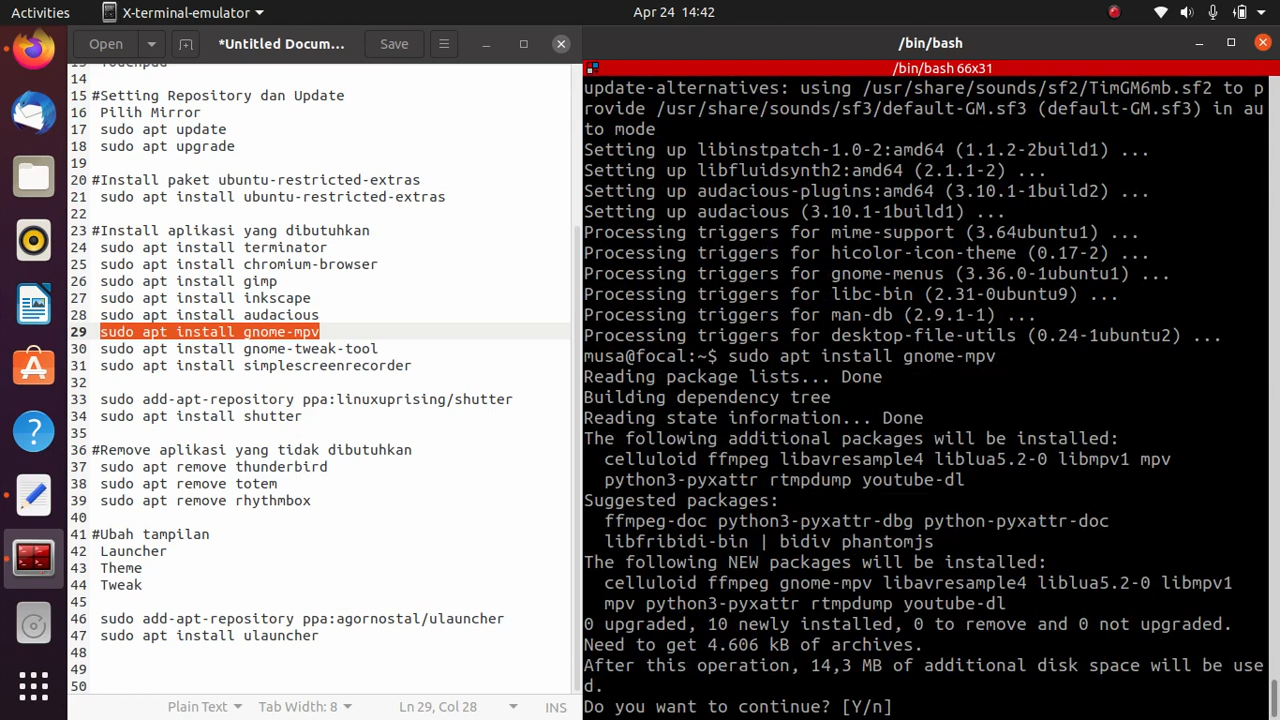 Activities
X-terminal-emulator
Apr 24 14:42
Open
*Untitled Docum...
Save
14
15 #Setting Repository dan Update
16 Pilih Mirror
17 sudo apt update
18 sudo apt upgrade
19
20 #Install paket ubuntu-restricted-extras
21 sudo apt install ubuntu-restricted-extras
22
23 #Install aplikasi yang dibutuhkan
24 sudo apt install terminator
25 sudo apt install chromium-browser
26 sudo apt install gimp
27 sudo apt install inkscape
28 sudo apt install audacious
29 sudo apt install gnome-mpv
30 sudo apt install gnome-tweak-tool
31 sudo apt install simplescreenrecorder
32
33 sudo add-apt-repository ppa:linuxuprising/shutter
34 sudo apt install shutter
35
36 #Remove aplikasi yang tidak dibutuhkan
37 sudo apt remove thunderbird
38 sudo apt remove totem
39 sudo apt remove rhythmbox
40
41 #Ubah tampilan
42 Launcher
43 Theme
44 Tweak
45
46 sudo add-apt-repository ppa:agornostal/ulauncher
47 sudo apt install ulauncher
48
49
50
Plain Text
Tab Width: 8
Ln 29, Col 28
INS
/bin/bash
/bin/bash 66x31
update-alternatives: using /usr/share/sounds/sf2/TimGM6mb.sf2 to p
rovide /usr/share/sounds/sf3/default-GM.sf3 (default-GM.sf3) in au
to mode
Setting up libinstpatch-1.0-2:amd64 (1.1.2-2build1) ...
Setting up libfluidsynth2:amd64 (2.1.1-2) ...
Setting up audacious-plugins:amd64 (3.10.1-1build2) ...
Setting up audacious (3.10.1-1build1) ...
Processing triggers for mime-support (3.64ubuntu1) ...
Processing triggers for hicolor-icon-theme (0.17-2) ...
Processing triggers for gnome-menus (3.36.0-1ubuntu1) ...
Processing triggers for libc-bin (2.31-0ubuntu9) ...
Processing triggers for man-db (2.9.1-1) ...
Processing triggers for desktop-file-utils (0.24-1ubuntu2) ...
musa@focal:~$ sudo apt install gnome-mpv
Reading package lists... Done
Building dependency tree
Reading state information... Done
The following additional packages will be installed:
celluloid ffmpeg libavresample4 liblua5.2-0 libmpv1 mpv
python3-pyxattr rtmpdump youtube-dl
Suggested packages:
ffmpeg-doc python3-pyxattr-dbg python-pyxattr-doc
libfribidi-bin | bidiv phantomjs
The following NEW packages will be installed:
celluloid ffmpeg gnome-mpv libavresample4 liblua5.2-0 libmpv1
mpv python3-pyxattr rtmpdump youtube-dl
0 upgraded, 10 newly installed, 0 to remove and 0 not upgraded.
Need to get 4.606 kB of archives.
After this operation, 14,3 MB of additional disk space will be use
d.
Do you want to continue? [Y/n]